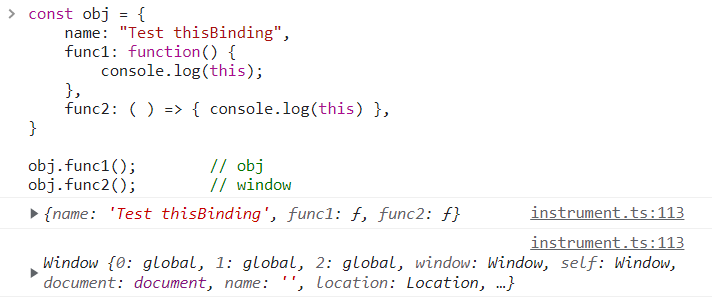 > const obj = {
    name: "Test thisBinding",
    func1: function() {
        console.log(this);
    },
    func2: ( ) => { console.log(this) },
}
obj.func1();        // obj
obj.func2();        // window
▶ {name: 'Test thisBinding', func1: ƒ, func2: ƒ} instrument.ts:113
instrument.ts:113
Window {0: global, 1: global, 2: global, window: Window, self: Window,
▶ document: document, name: '', location: Location, …}